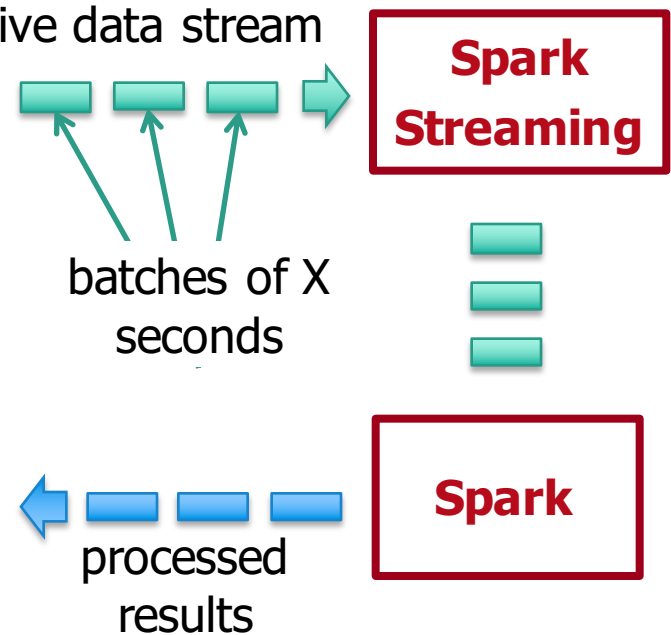 ive data stream
Spark
Streaming
batches of X
seconds
Spark
processed
results